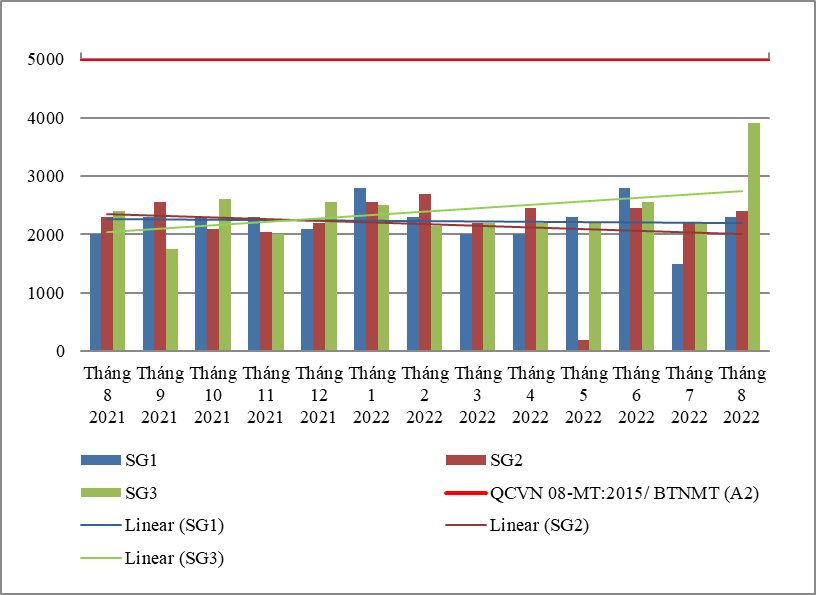 5000
4000
3000
2000
1000
0
Tháng 8 2021
Tháng 9 2021
Tháng 10 2021
Tháng 11 2021
Tháng 12 2021
Tháng 1 2022
Tháng 2 2022
Tháng 3 2022
Tháng 4 2022
Tháng 5 2022
Tháng 6 2022
Tháng 7 2022
Tháng 8 2022
SG1
SG2
SG3
QCVN 08-MT:2015/ BTNMT (A2)
Linear (SG1)
Linear (SG2)
Linear (SG3)